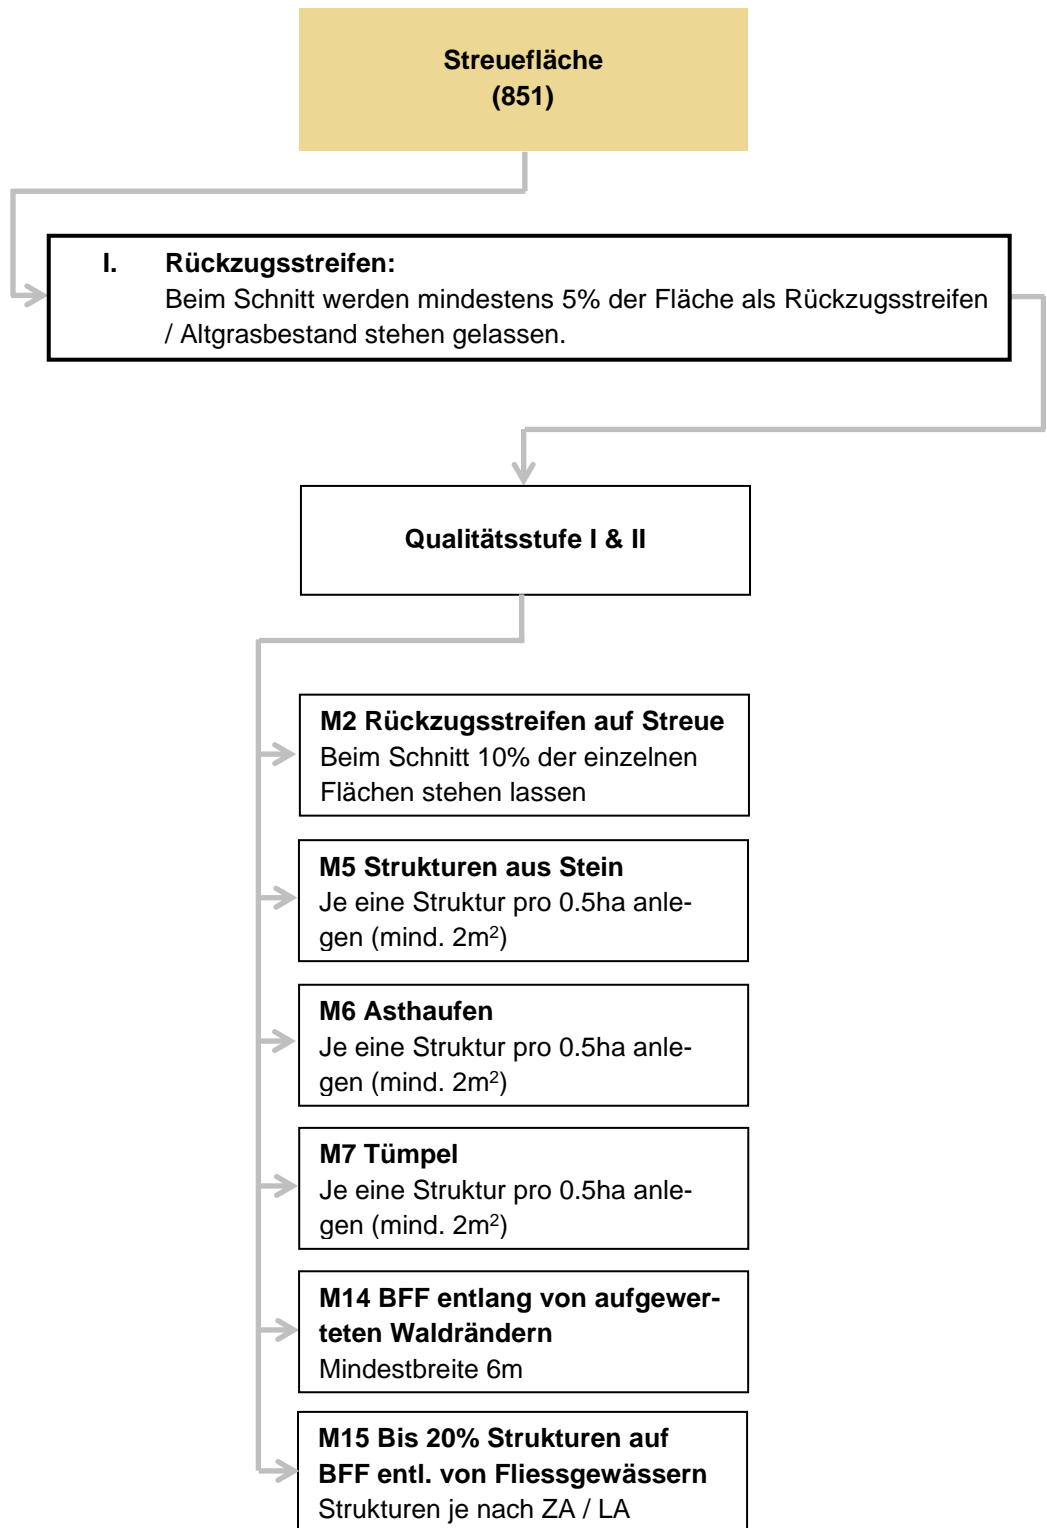 Streuefläche
(851)
I. Rückzugsstreifen:
Beim Schnitt werden mindestens 5% der Fläche als Rückzugsstreifen
/ Altgrasbestand stehen gelassen.
Qualitätsstufe I & II
M2 Rückzugsstreifen auf Streue
Beim Schnitt 10% der einzelnen
Flächen stehen lassen
M5 Strukturen aus Stein
Je eine Struktur pro 0.5ha anle-
gen (mind. 2m²)
M6 Asthaufen
Je eine Struktur pro 0.5ha anle-
gen (mind. 2m²)
M7 Tümpel
Je eine Struktur pro 0.5ha anle-
gen (mind. 2m²)
M14 BFF entlang von aufgewer-
teten Waldrändern
Mindestbreite 6m
M15 Bis 20% Strukturen auf
BFF entl. von Fliessgewässern
Strukturen je nach ZA / LA